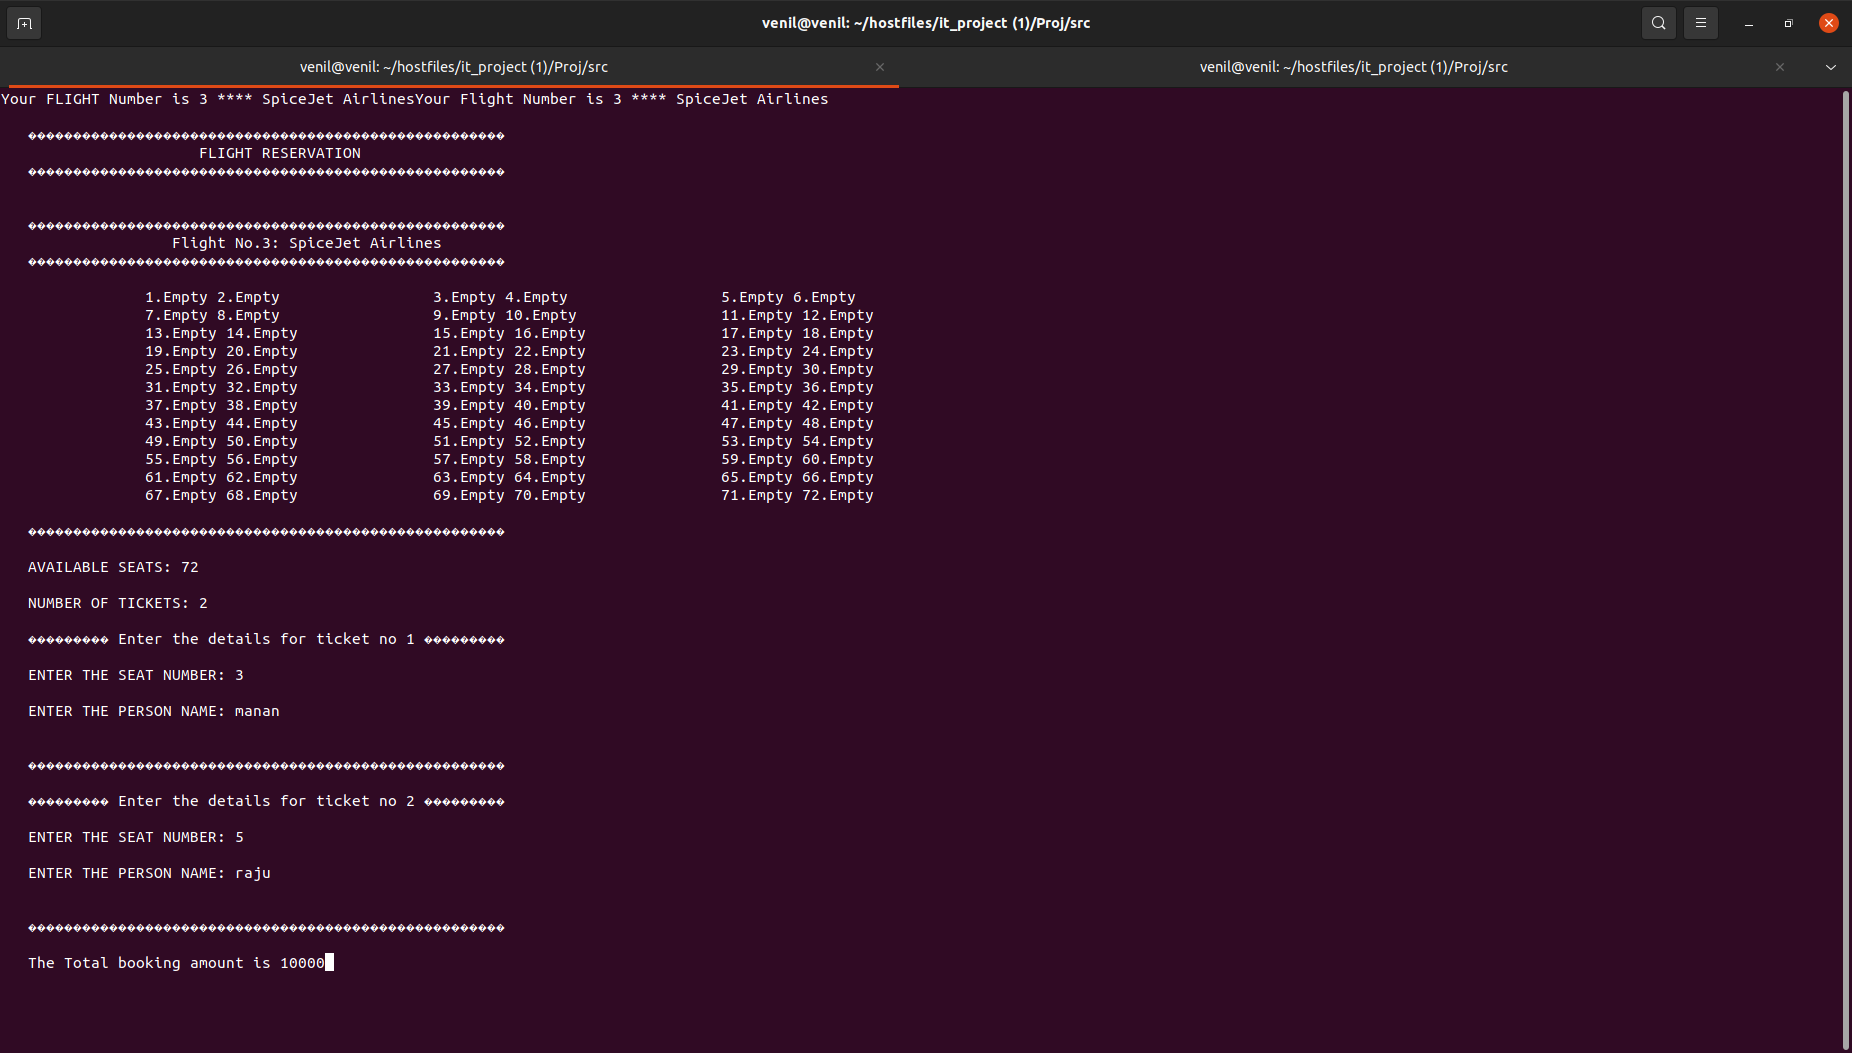 venil@venil: ~/hostfiles/it_project (1)/Proj/src
venil@venil: ~/hostfiles/it_project (1)/Proj/src venil@venil: ~/hostfiles/it_project (1)/Proj/src
Your FLIGHT Number is 3 **** SpiceJet AirlinesYour Flight Number is 3 **** SpiceJet Airlines
�����������������������������������������������������
FLIGHT RESERVATION
�����������������������������������������������������
�����������������������������������������������������
Flight No.3: SpiceJet Airlines
�����������������������������������������������������
1.Empty 2.Empty 3.Empty 4.Empty 5.Empty 6.Empty
7.Empty 8.Empty 9.Empty 10.Empty 11.Empty 12.Empty
13.Empty 14.Empty 15.Empty 16.Empty 17.Empty 18.Empty
19.Empty 20.Empty 21.Empty 22.Empty 23.Empty 24.Empty
25.Empty 26.Empty 27.Empty 28.Empty 29.Empty 30.Empty
31.Empty 32.Empty 33.Empty 34.Empty 35.Empty 36.Empty
37.Empty 38.Empty 39.Empty 40.Empty 41.Empty 42.Empty
43.Empty 44.Empty 45.Empty 46.Empty 47.Empty 48.Empty
49.Empty 50.Empty 51.Empty 52.Empty 53.Empty 54.Empty
55.Empty 56.Empty 57.Empty 58.Empty 59.Empty 60.Empty
61.Empty 62.Empty 63.Empty 64.Empty 65.Empty 66.Empty
67.Empty 68.Empty 69.Empty 70.Empty 71.Empty 72.Empty
�����������������������������������������������������
AVAILABLE SEATS: 72
NUMBER OF TICKETS: 2
��������� Enter the details for ticket no 1 ���������
ENTER THE SEAT NUMBER: 3
ENTER THE PERSON NAME: manan
�����������������������������������������������������
��������� Enter the details for ticket no 2 ���������
ENTER THE SEAT NUMBER: 5
ENTER THE PERSON NAME: raju
�����������������������������������������������������
The Total booking amount is 10000